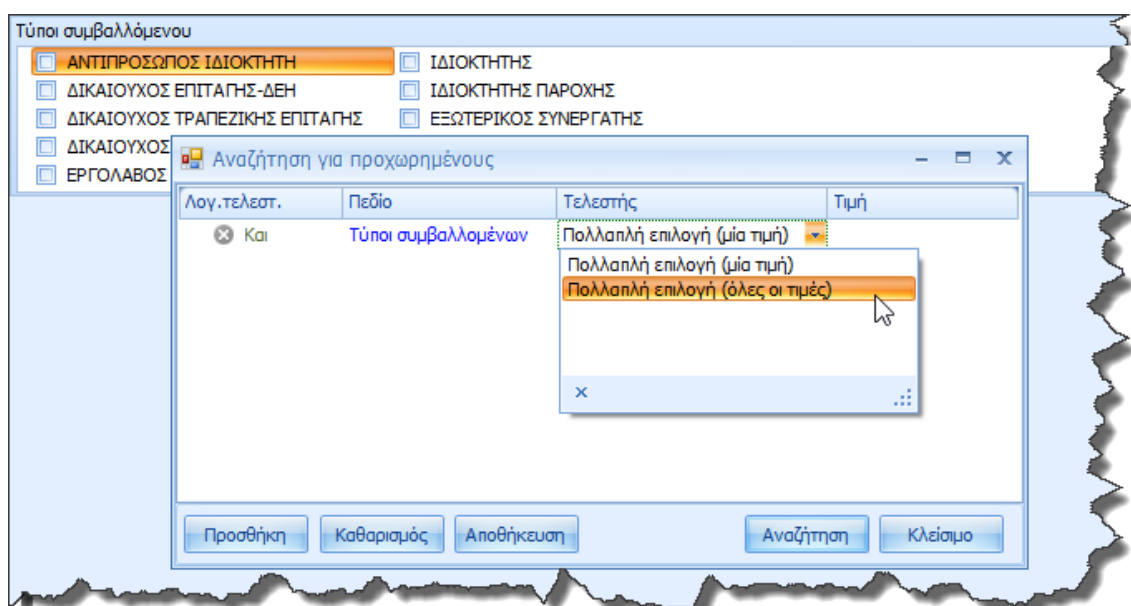 Τύποι συμβαλλόμενου
ΑΝΤΙΠΡΟΣΩΠΟΣ ΙΔΙΟΚΤΗΤΗ
ΙΔΙΟΚΤΗΤΗΣ
ΔΙΚΑΙΟΥΧΟΣ ΕΠΙΤΑΓΗΣ-ΔΕΗ
ΙΔΙΟΚΤΗΤΗΣ ΠΑΡΟΧΗΣ
ΔΙΚΑΙΟΥΧΟΣ ΤΡΑΠΕΖΙΚΗΣ ΕΠΙΤΑΓΗΣ
ΕΞΩΤΕΡΙΚΟΣ ΣΥΝΕΡΓΑΤΗΣ
ΔΙΚΑΙΟΥΧΟΣ
ΕΡΓΟΛΑΒΟΣ
Αναζήτηση για προχωρημένους
Λογ.τελεστ. Πεδίο Τελεστής Τιμή
Και Τύποι συμβαλλομένων Πολλαπλή επιλογή (μία τιμή)
Πολλαπλή επιλογή (μία τιμή)
Πολλαπλή επιλογή (όλες οι τιμές)
Προσθήκη Καθαρισμός Αποθήκευση Αναζήτηση Κλείσιμο